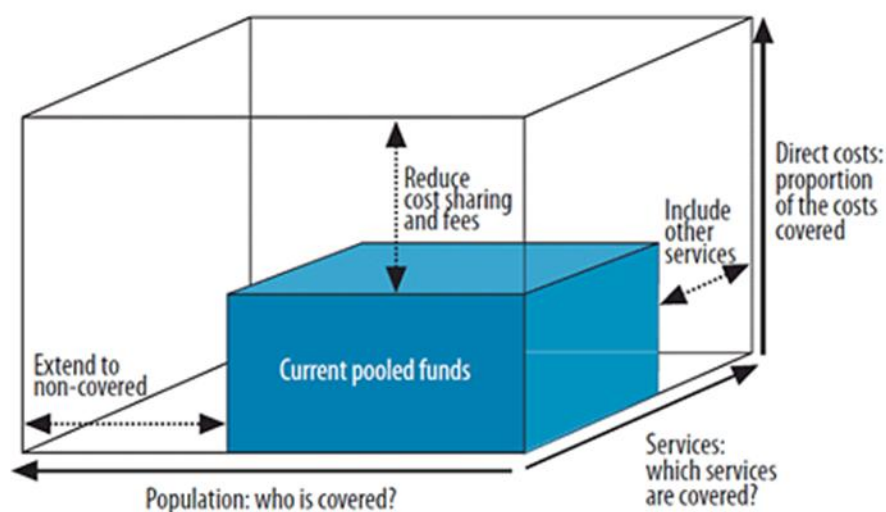 Direct costs:
proportion
of the costs
covered
Reduce
cost sharing
and fees
Include
other
services
Extend to
non-covered
Current pooled funds
Services:
which services
are covered?
Population: who is covered?